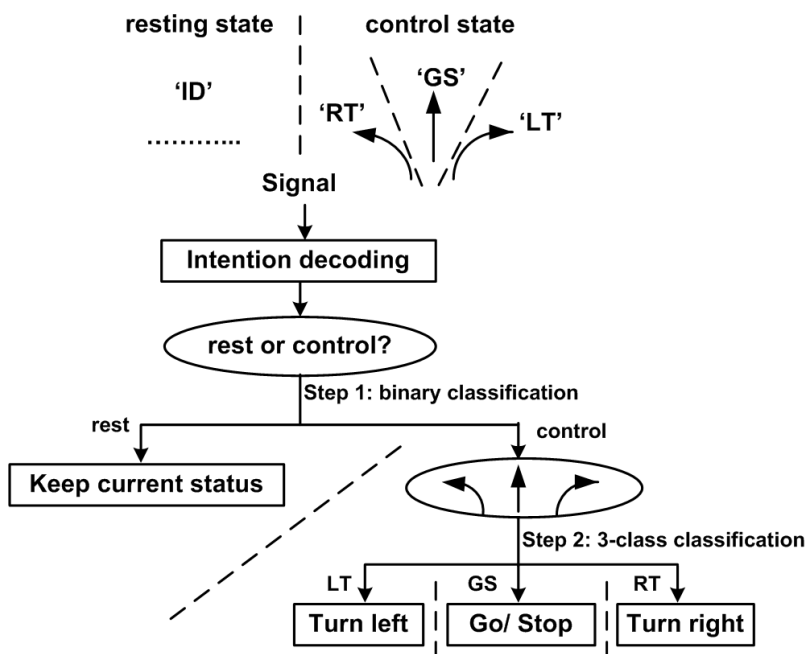 resting state
control state
'ID'
'GS'
'RT'
'LT'
Signal
Intention decoding
rest or control?
Step 1: binary classification
rest
control
Keep current status
Step 2: 3-class classification
LT
GS
RT
Turn left
Go/ Stop
Turn right